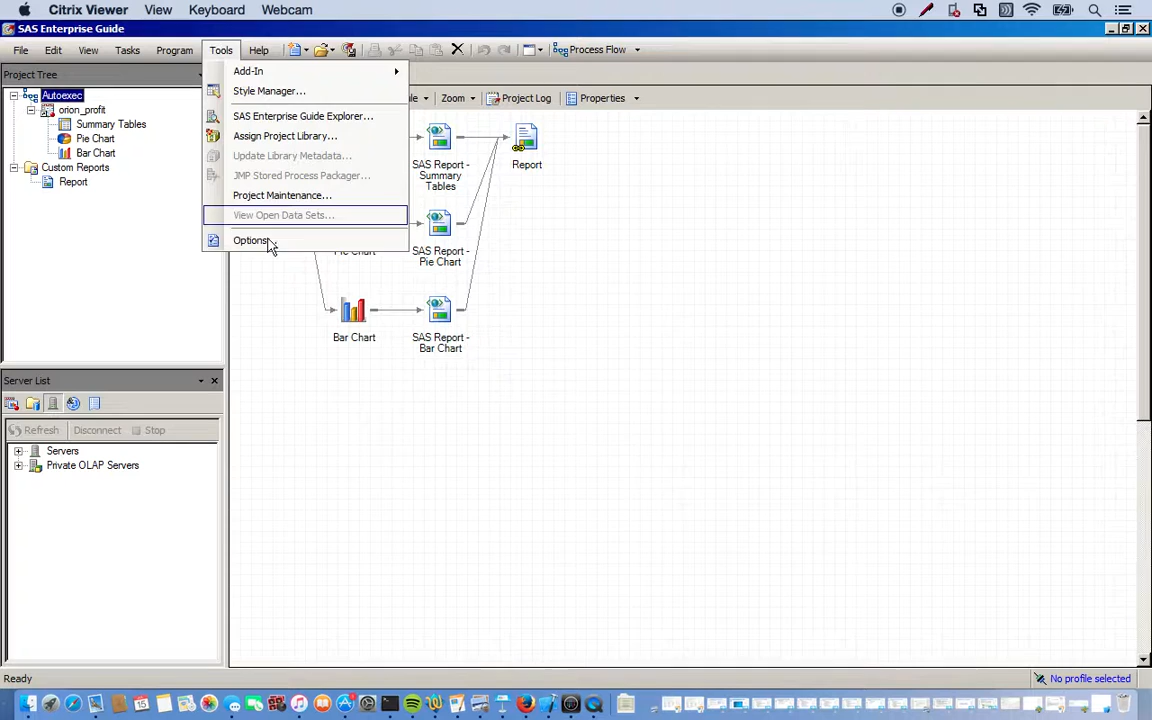 Citrix Viewer View Keyboard Webcam
SAS Enterprise Guide
File Edit View Tasks Program Tools Help Process Flow
Project Tree
Add-In
Style Manager...
SAS Enterprise Guide Explorer...
Assign Project Library...
Update Library Metadata...
JMP Stored Process Packager...
Project Maintenance...
View Open Data Sets...
Options...
Autoexec
orion_profit
Summary Tables
Pie Chart
Bar Chart
Custom Reports
Report
Zoom Project Log Properties
SAS Report -
Summary
Tables
Report
SAS Report -
Pie Chart
Pie Chart
Bar Chart
SAS Report -
Bar Chart
Server List
Refresh Disconnect Stop
Servers
Private OLAP Servers
Ready
No profile selected